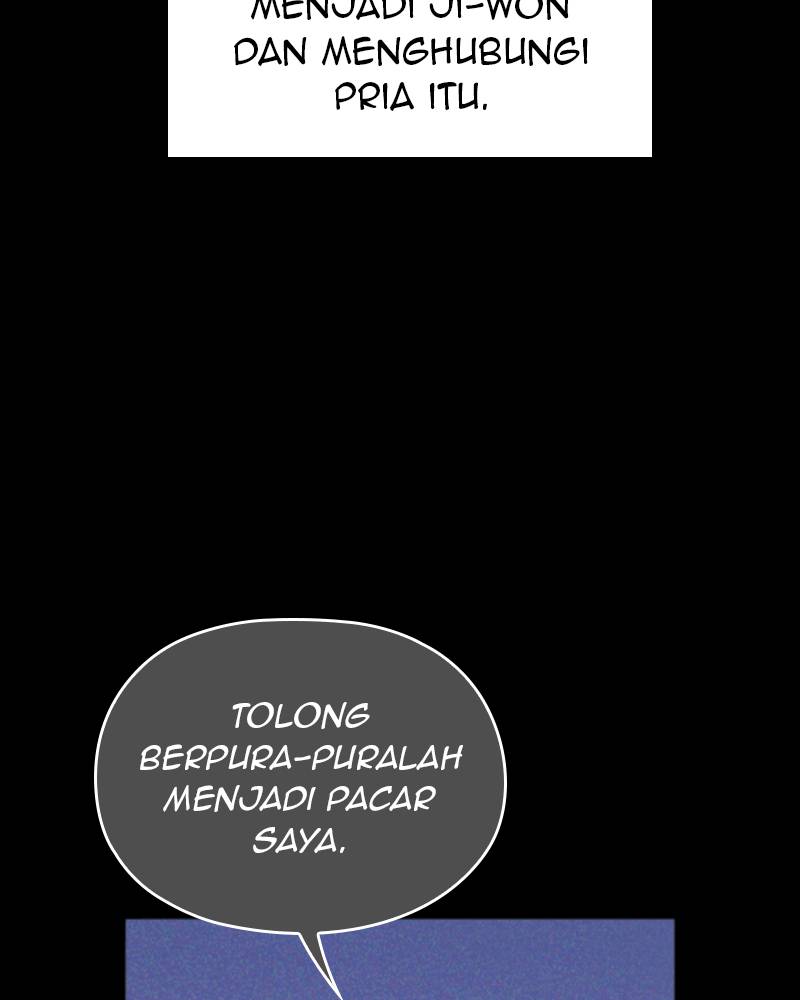 MENJADI JI-WON
DAN MENGHUBUNGI
PRIA ITU.
TOLONG
BERPURA-PURALAH
MENJADI PACAR
SAYA.